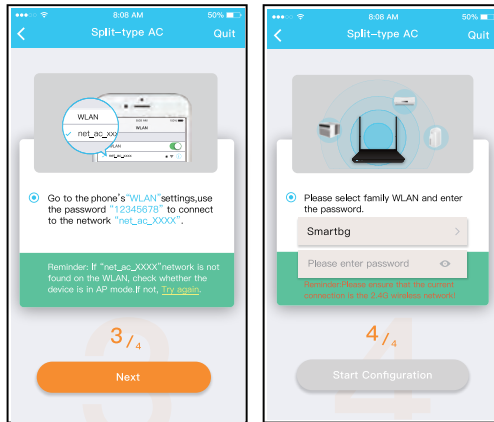 8:08 AM
50%
Split-type AC
Quit
WLAN
net_ac_xxx
WLAN
WLAN
Go to the phone's"WLAN"settings,use
the password "12345678" to connect
to the network "net_ac_XXXX".
Reminder: If "net_ac_XXXX"network is not
found on the WLAN, check whether the
device is in AP mode.If not, Try again.
3/4
Next
8:08 AM
50%
Split-type AC
Quit
Please select family WLAN and enter
the password.
Smartbg
Please enter password
Reminder:Please ensure that the current
connection is the 2.4G wireless network!
4/4
Start Configuration